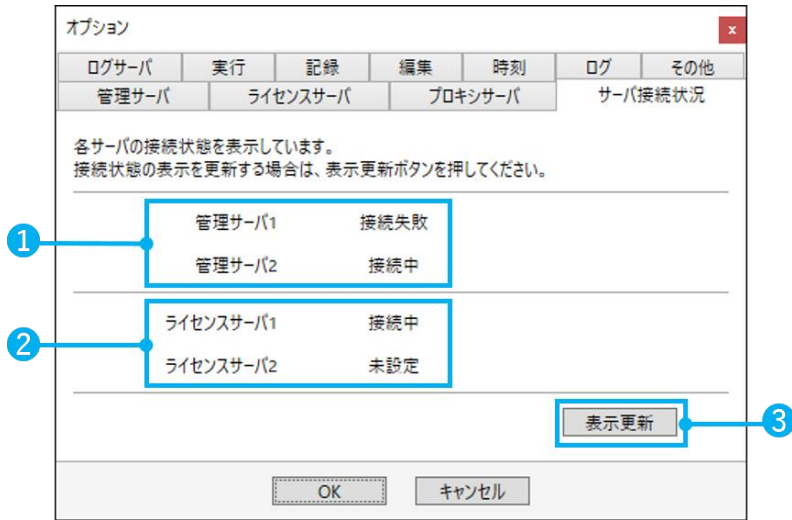 オプション
x
ログサーバ 実行 記録 編集 時刻 ログ その他
管理サーバ ライセンスサーバ プロキシサーバ サーバ接続状況
各サーバの接続状態を表示しています。
接続状態の表示を更新する場合は、表示更新ボタンを押してください。
1
管理サーバ1 接続失敗
管理サーバ2 接続中
2
ライセンスサーバ1 接続中
ライセンスサーバ2 未設定
表示更新
3
OK キャンセル